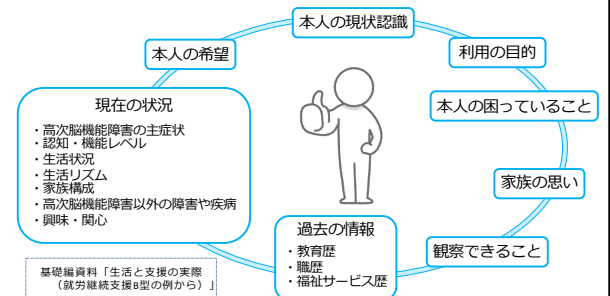 本人の現状認識
本人の希望
利用の目的
現在の状況
・高次脳機能障害の主症状
・認知・機能レベル
・生活状況
・生活リズム
・家族構成
・高次脳機能障害以外の障害や疾病
・興味・関心
本人の困っていること
家族の思い
過去の情報
・教育歴
・職歴
・福祉サービス歴
観察できること
基礎編資料「生活と支援の実際
（就労継続支援B型の例から）」